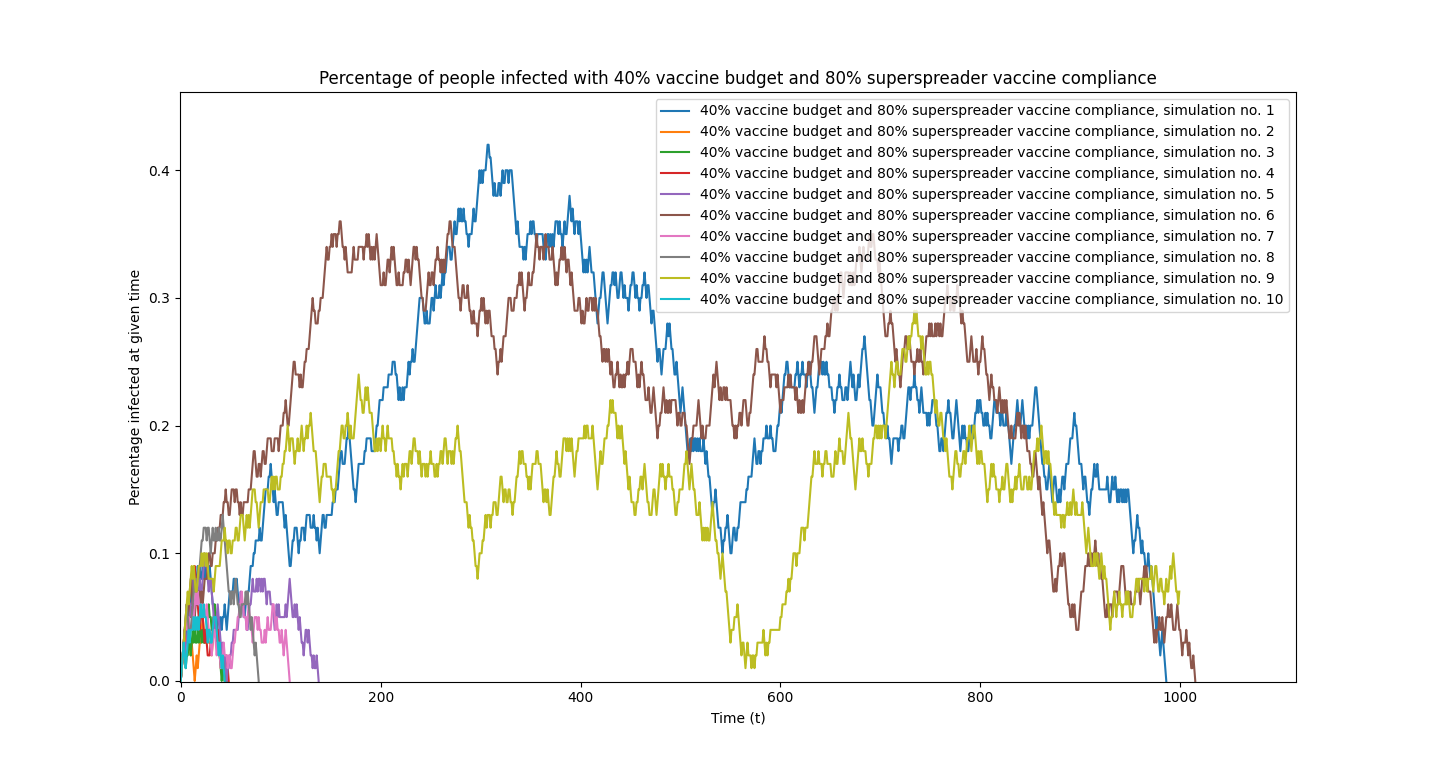 Percentage of people infected with 40% vaccine budget and 80% superspreader vaccine compliance
40% vaccine budget and 80% superspreader vaccine compliance, simulation no. 1
40% vaccine budget and 80% superspreader vaccine compliance, simulation no. 2
40% vaccine budget and 80% superspreader vaccine compliance, simulation no. 3
40% vaccine budget and 80% superspreader vaccine compliance, simulation no. 4
40% vaccine budget and 80% superspreader vaccine compliance, simulation no. 5
40% vaccine budget and 80% superspreader vaccine compliance, simulation no. 6
40% vaccine budget and 80% superspreader vaccine compliance, simulation no. 7
40% vaccine budget and 80% superspreader vaccine compliance, simulation no. 8
40% vaccine budget and 80% superspreader vaccine compliance, simulation no. 9
40% vaccine budget and 80% superspreader vaccine compliance, simulation no. 10
Percentage infected at given time
0.4
0.3
0.2
0.1
0.0
0 200 400 600 800 1000
Time (t)